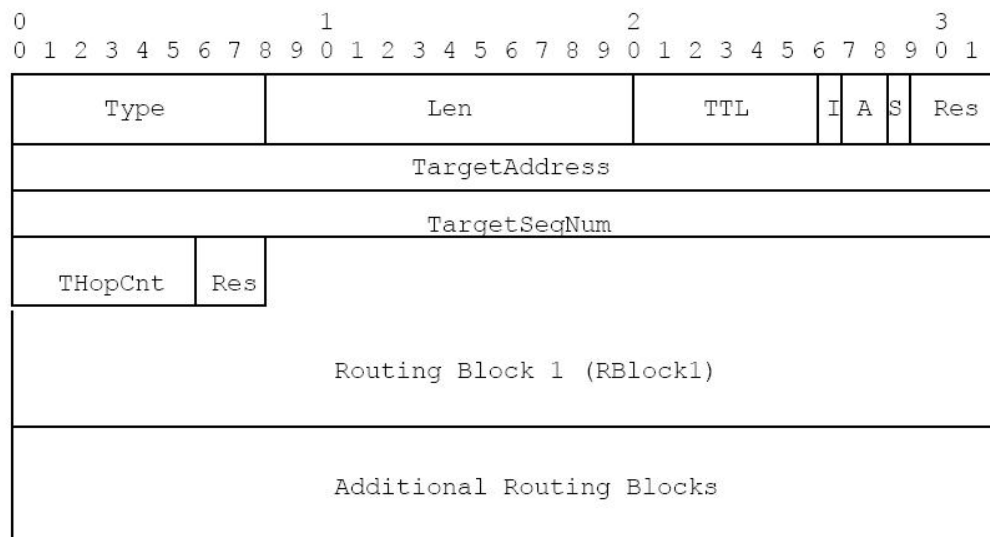 0 1 2 3
0 1 2 3 4 5 6 7 8 9 0 1 2 3 4 5 6 7 8 9 0 1 2 3 4 5 6 7 8 9 0 1
Type Len TTL I A S Res
TargetAddress
TargetSeqNum
THopCnt Res
Routing Block 1 (RBlock1)
Additional Routing Blocks